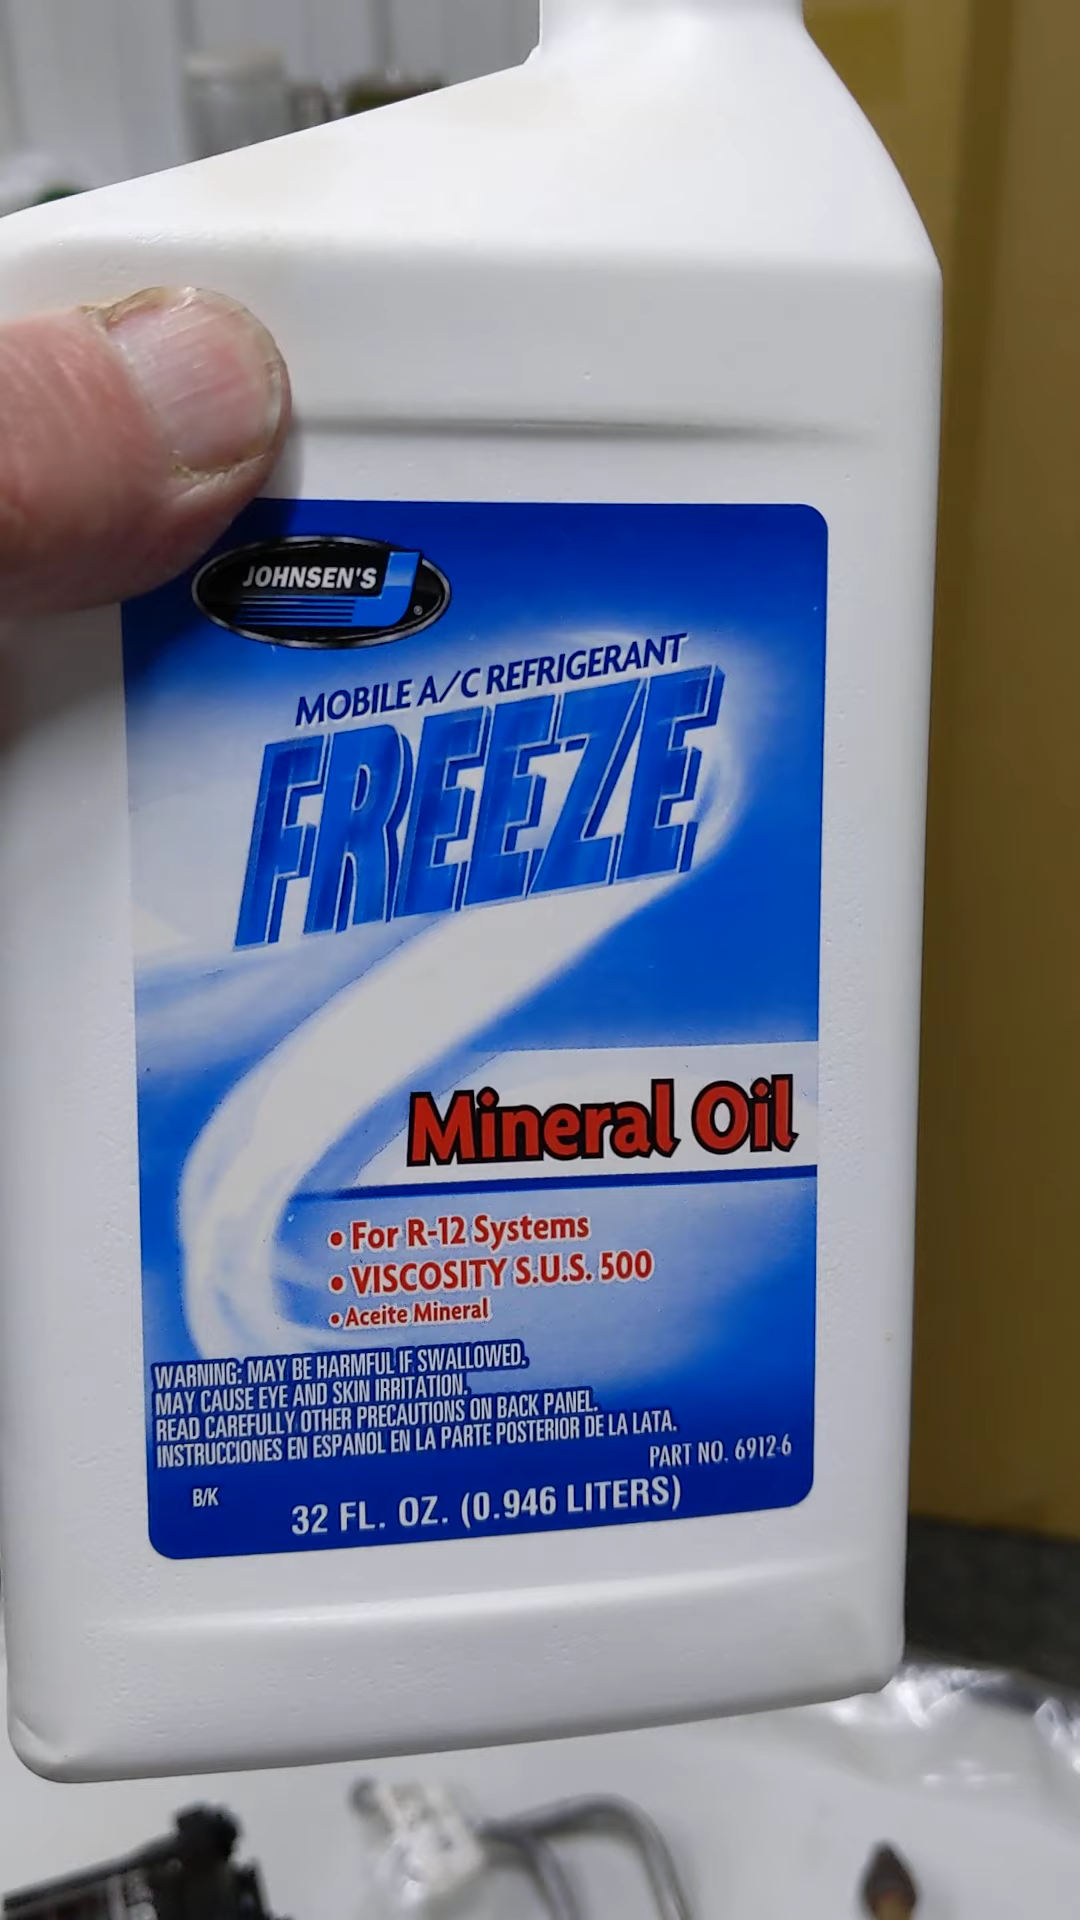 JOHNSEN'S
®
MOBILE A/C REFRIGERANT
FREEZE
Mineral Oil
• For R-12 Systems
• VISCOSITY S.U.S. 500
• Aceite Mineral
WARNING: MAY BE HARMFUL IF SWALLOWED.
MAY CAUSE EYE AND SKIN IRRITATION.
READ CAREFULLY OTHER PRECAUTIONS ON BACK PANEL.
INSTRUCCIONES EN ESPANOL EN LA PARTE POSTERIOR DE LA LATA.
PART NO. 6912-6
B/K
32 FL. OZ. (0.946 LITERS)